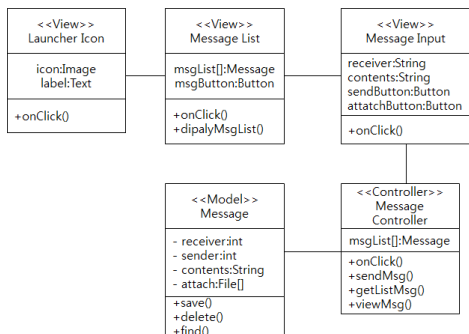 <<View>>
Launcher Icon
icon:Image
label:Text
+onClick()
<<View>>
Message List
msgList[]:Message
msgButton:Button
+onClick()
+dipalyMsgList()
<<View>>
Message Input
receiver:String
contents:String
sendButton:Button
attatchButton:Button
+onClick()
<<Model>>
Message
- receiver:int
- sender:int
- contents:String
- attach:File[]
+save()
+delete()
+find()
<<Controller>>
Message
Controller
msgList[]:Message
+onClick()
+sendMsg()
+getListMsg()
+viewMsg()